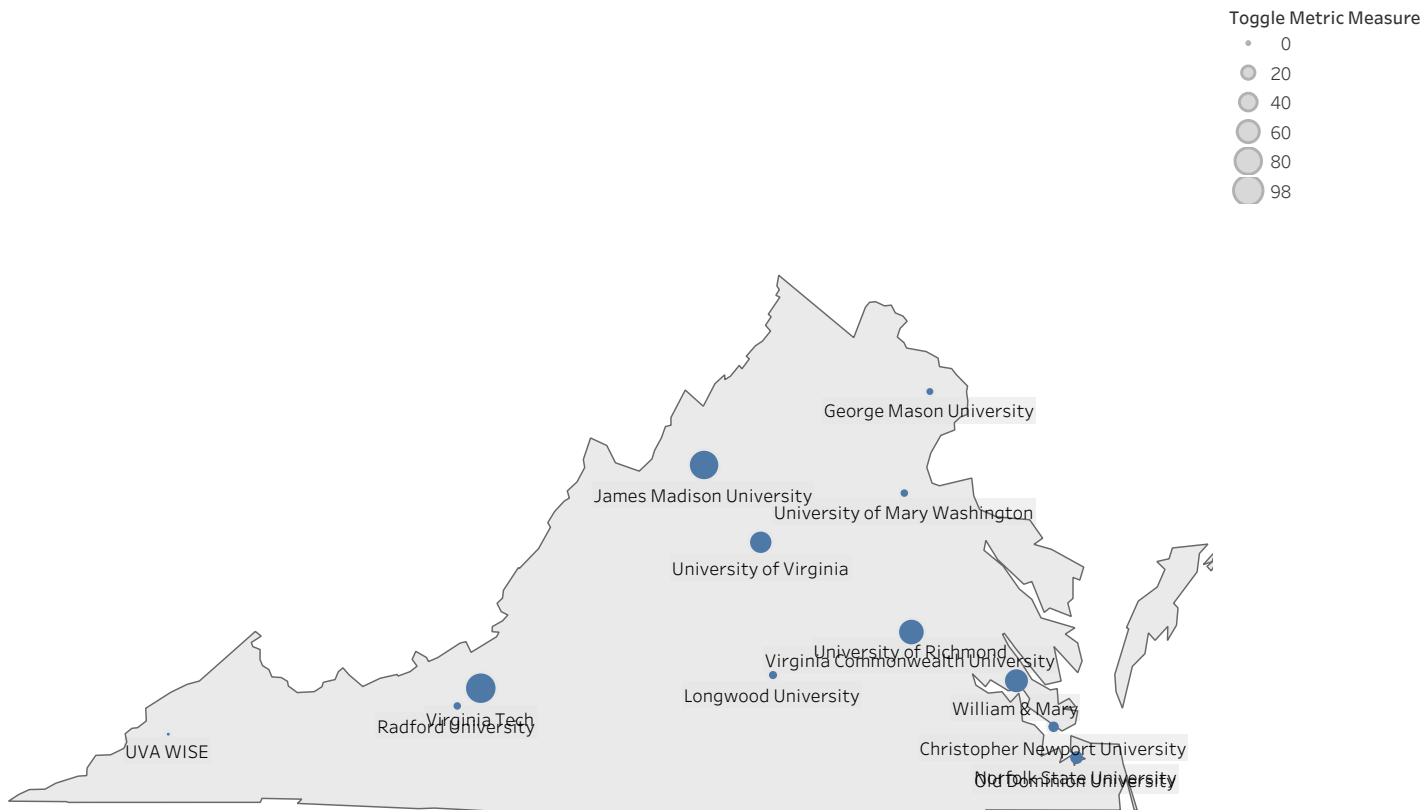 Toggle Metric Measure
0
20
40
60
80
98
George Mason University
James Madison University
University of Mary Washington
University of Virginia
University of Richmond
Virginia Commonwealth University
Longwood University
William & Mary
Virginia Tech
Radford University
UVA WISE
Christopher Newport University
Norfolk State University
Old Dominion University